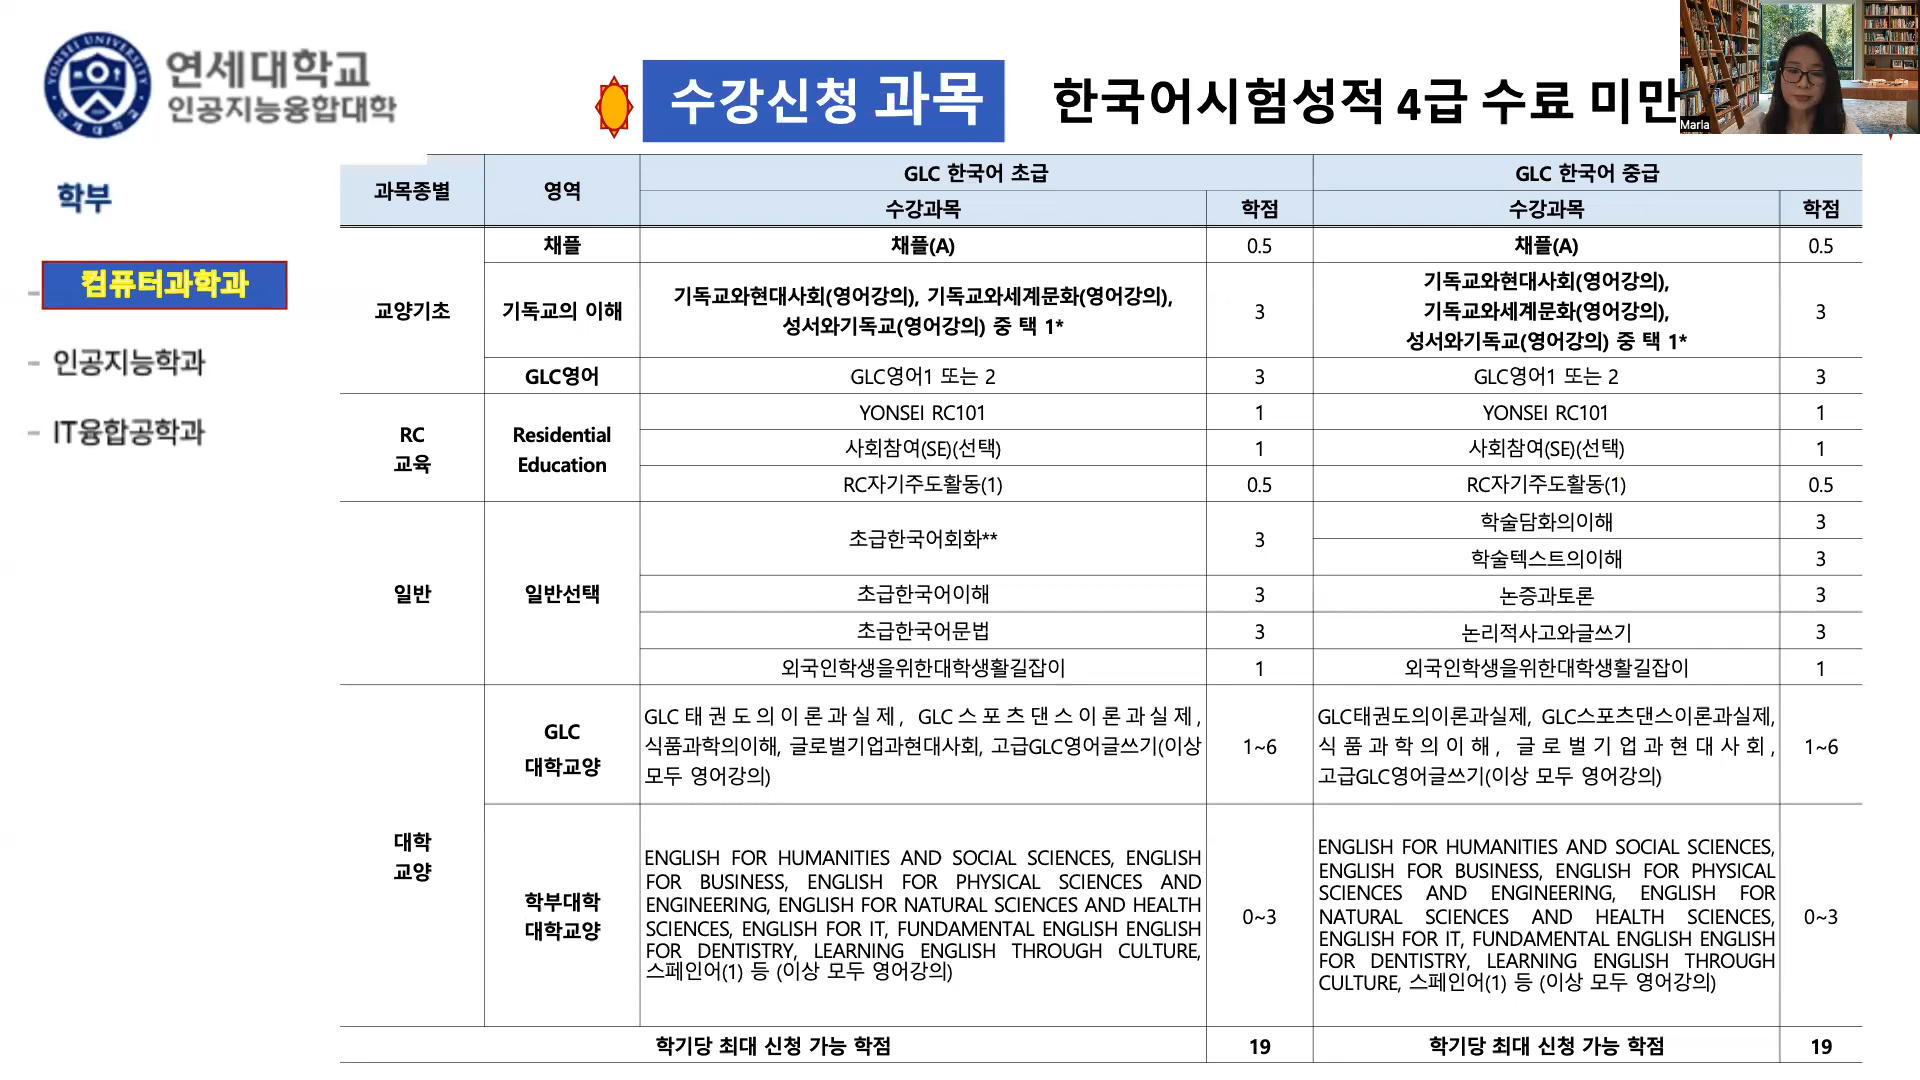 YONSEI UNIVERSITY
연세대학교
연세대학교
인공지능융합대학
수강신청 과목
한국어시험성적 4급 수료 미만
Marla
학부
컴퓨터과학과
- 인공지능학과
- IT융합공학과
과목종별 영역 GLC 한국어 초급 GLC 한국어 중급
수강과목 학점 수강과목 학점
교양기초
채플 채플(A) 0.5 채플(A) 0.5
기독교의 이해
기독교와현대사회(영어강의), 기독교와세계문화(영어강의),
성서와기독교(영어강의) 중 택 1*
3
기독교와현대사회(영어강의),
기독교와세계문화(영어강의),
성서와기독교(영어강의) 중 택 1*
3
GLC영어 GLC영어1 또는 2 3 GLC영어1 또는 2 3
RC
교육
Residential
Education
YONSEI RC101 1 YONSEI RC101 1
사회참여(SE)(선택) 1 사회참여(SE)(선택) 1
RC자기주도활동(1) 0.5 RC자기주도활동(1) 0.5
일반 일반선택
초급한국어회화** 3
학술담화의이해 3
학술텍스트의이해 3
초급한국어이해 3 논증과토론 3
초급한국어문법 3 논리적사고와글쓰기 3
외국인학생을위한대학생활길잡이 1 외국인학생을위한대학생활길잡이 1
대학
교양
GLC
대학교양
GLC태권도의이론과실제, GLC스포츠댄스이론과실제,
식품과학의이해, 글로벌기업과현대사회, 고급GLC영어글쓰기(이상
모두 영어강의)
1~6
GLC태권도의이론과실제, GLC스포츠댄스이론과실제,
식품과학의이해, 글로벌기업과현대사회,
고급GLC영어글쓰기(이상 모두 영어강의)
1~6
학부대학
대학교양
ENGLISH FOR HUMANITIES AND SOCIAL SCIENCES, ENGLISH
FOR BUSINESS, ENGLISH FOR PHYSICAL SCIENCES AND
ENGINEERING, ENGLISH FOR NATURAL SCIENCES AND HEALTH
SCIENCES, ENGLISH FOR IT, FUNDAMENTAL ENGLISH ENGLISH
FOR DENTISTRY, LEARNING ENGLISH THROUGH CULTURE,
스페인어(1) 등 (이상 모두 영어강의)
0~3
ENGLISH FOR HUMANITIES AND SOCIAL SCIENCES,
ENGLISH FOR BUSINESS, ENGLISH FOR PHYSICAL
SCIENCES AND ENGINEERING, ENGLISH FOR
NATURAL SCIENCES AND HEALTH SCIENCES,
ENGLISH FOR IT, FUNDAMENTAL ENGLISH ENGLISH
FOR DENTISTRY, LEARNING ENGLISH THROUGH
CULTURE, 스페인어(1) 등 (이상 모두 영어강의)
0~3
학기당 최대 신청 가능 학점 19 학기당 최대 신청 가능 학점 19